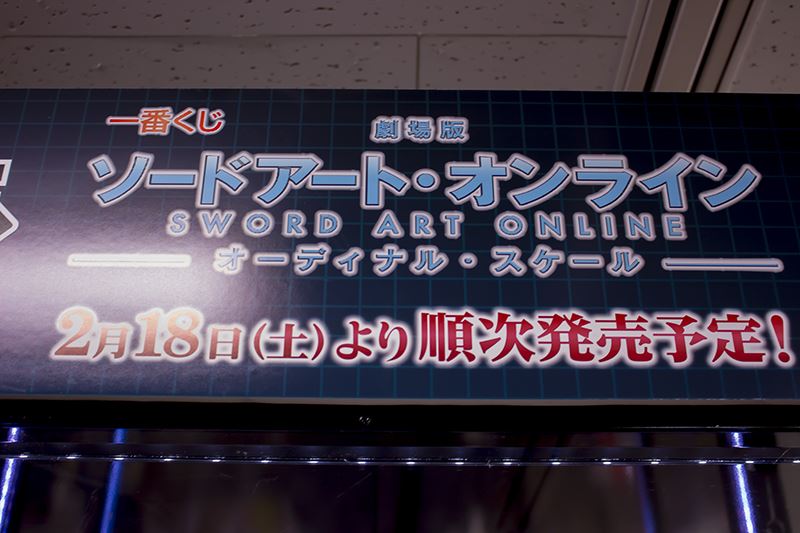 一番くじ
劇場版
ソードアート・オンライン
SWORD ART ONLINE
オーディナル・スケール
2月18日(土)より順次発売予定!